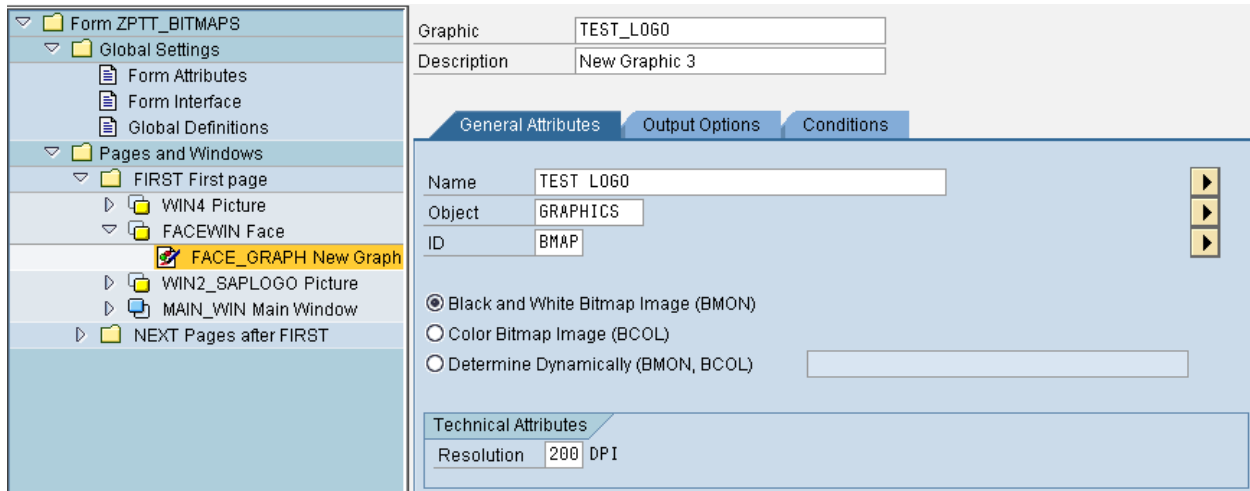 Form ZPTT_BITMAPS
Global Settings
Form Attributes
Form Interface
Global Definitions
Pages and Windows
FIRST First page
WIN4 Picture
FACEWIN Face
FACE_GRAPH New Graph
WIN2_SAPLOGO Picture
MAIN_WIN Main Window
NEXT Pages after FIRST
Graphic TEST_LOGO
Description New Graphic 3
General Attributes Output Options Conditions
Name TEST LOGO
Object GRAPHICS
ID BMAP
Black and White Bitmap Image (BMON)
Color Bitmap Image (BCOL)
Determine Dynamically (BMON, BCOL)
Technical Attributes
Resolution 200 DPI